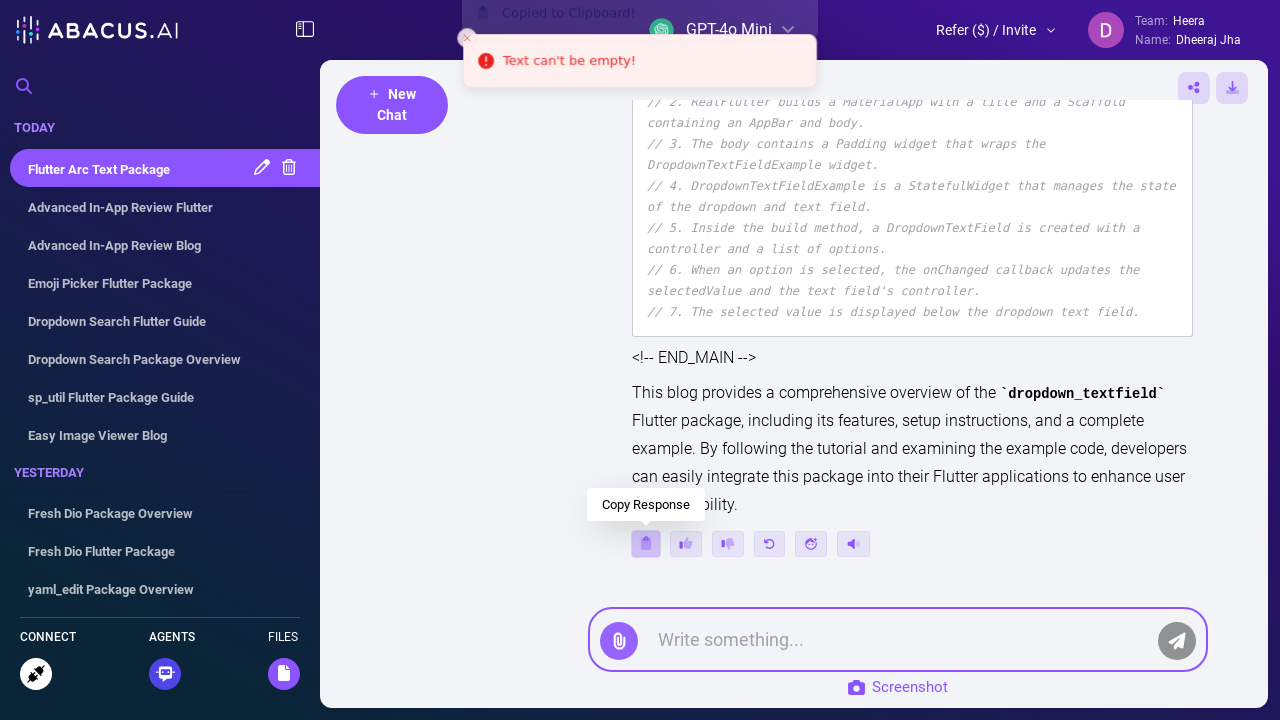 ABACUS.AI
Copied to Clipboard!
GPT-4o Mini
Refer ($) / Invite
D
Team: Heera
Name: Dheeraj Jha
Text can't be empty!
+ New
Chat
TODAY
Flutter Arc Text Package
Advanced In-App Review Flutter
Advanced In-App Review Blog
Emoji Picker Flutter Package
Dropdown Search Flutter Guide
Dropdown Search Package Overview
sp_util Flutter Package Guide
Easy Image Viewer Blog
YESTERDAY
Fresh Dio Package Overview
Fresh Dio Flutter Package
yaml_edit Package Overview
CONNECT
AGENTS
FILES
// 2. RealFlutter builds a MaterialApp with a title and a Scaffold
containing an AppBar and body.
// 3. The body contains a Padding widget that wraps the
DropdownTextFieldExample widget.
// 4. DropdownTextFieldExample is a StatefulWidget that manages the state
of the dropdown and text field.
// 5. Inside the build method, a DropdownTextField is created with a
controller and a list of options.
// 6. When an option is selected, the onChanged callback updates the
selectedValue and the text field's controller.
// 7. The selected value is displayed below the dropdown text field.
<!-- END_MAIN -->
This blog provides a comprehensive overview of the `dropdown_textfield`
Flutter package, including its features, setup instructions, and a complete
example. By following the tutorial and examining the example code, developers
can easily integrate this package into their Flutter applications to enhance user
bility.
Copy Response
Write something...
Screenshot